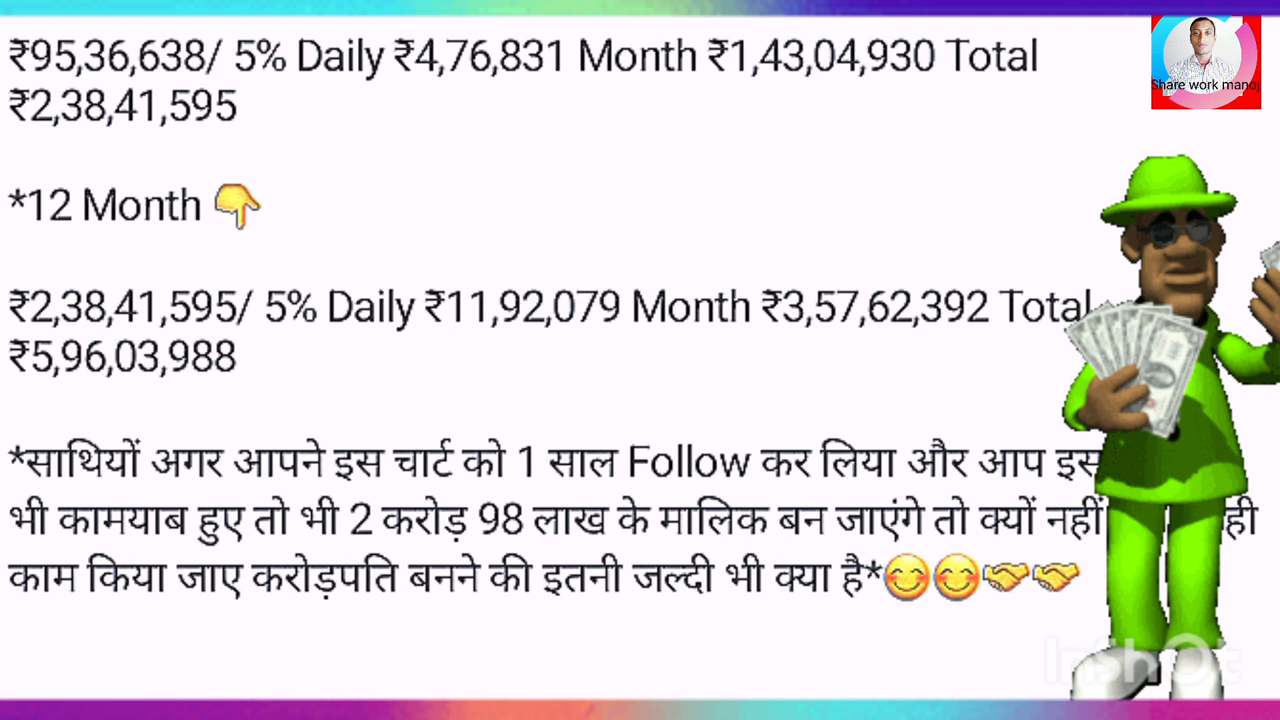 ₹95,36,638/ 5% Daily ₹4,76,831 Month ₹1,43,04,930 Total
₹2,38,41,595
Share work manoj
*12 Month
₹2,38,41,595/ 5% Daily ₹11,92,079 Month ₹3,57,62,392 Total
₹5,96,03,988
*साथियों अगर आपने इस चार्ट को 1 साल Follow कर लिया और आप इस
भी कामयाब हुए तो भी 2 करोड़ 98 लाख के मालिक बन जाएंगे तो क्यों नहीं ही
काम किया जाए करोड़पति बनने की इतनी जल्दी भी क्या है*
InShOt